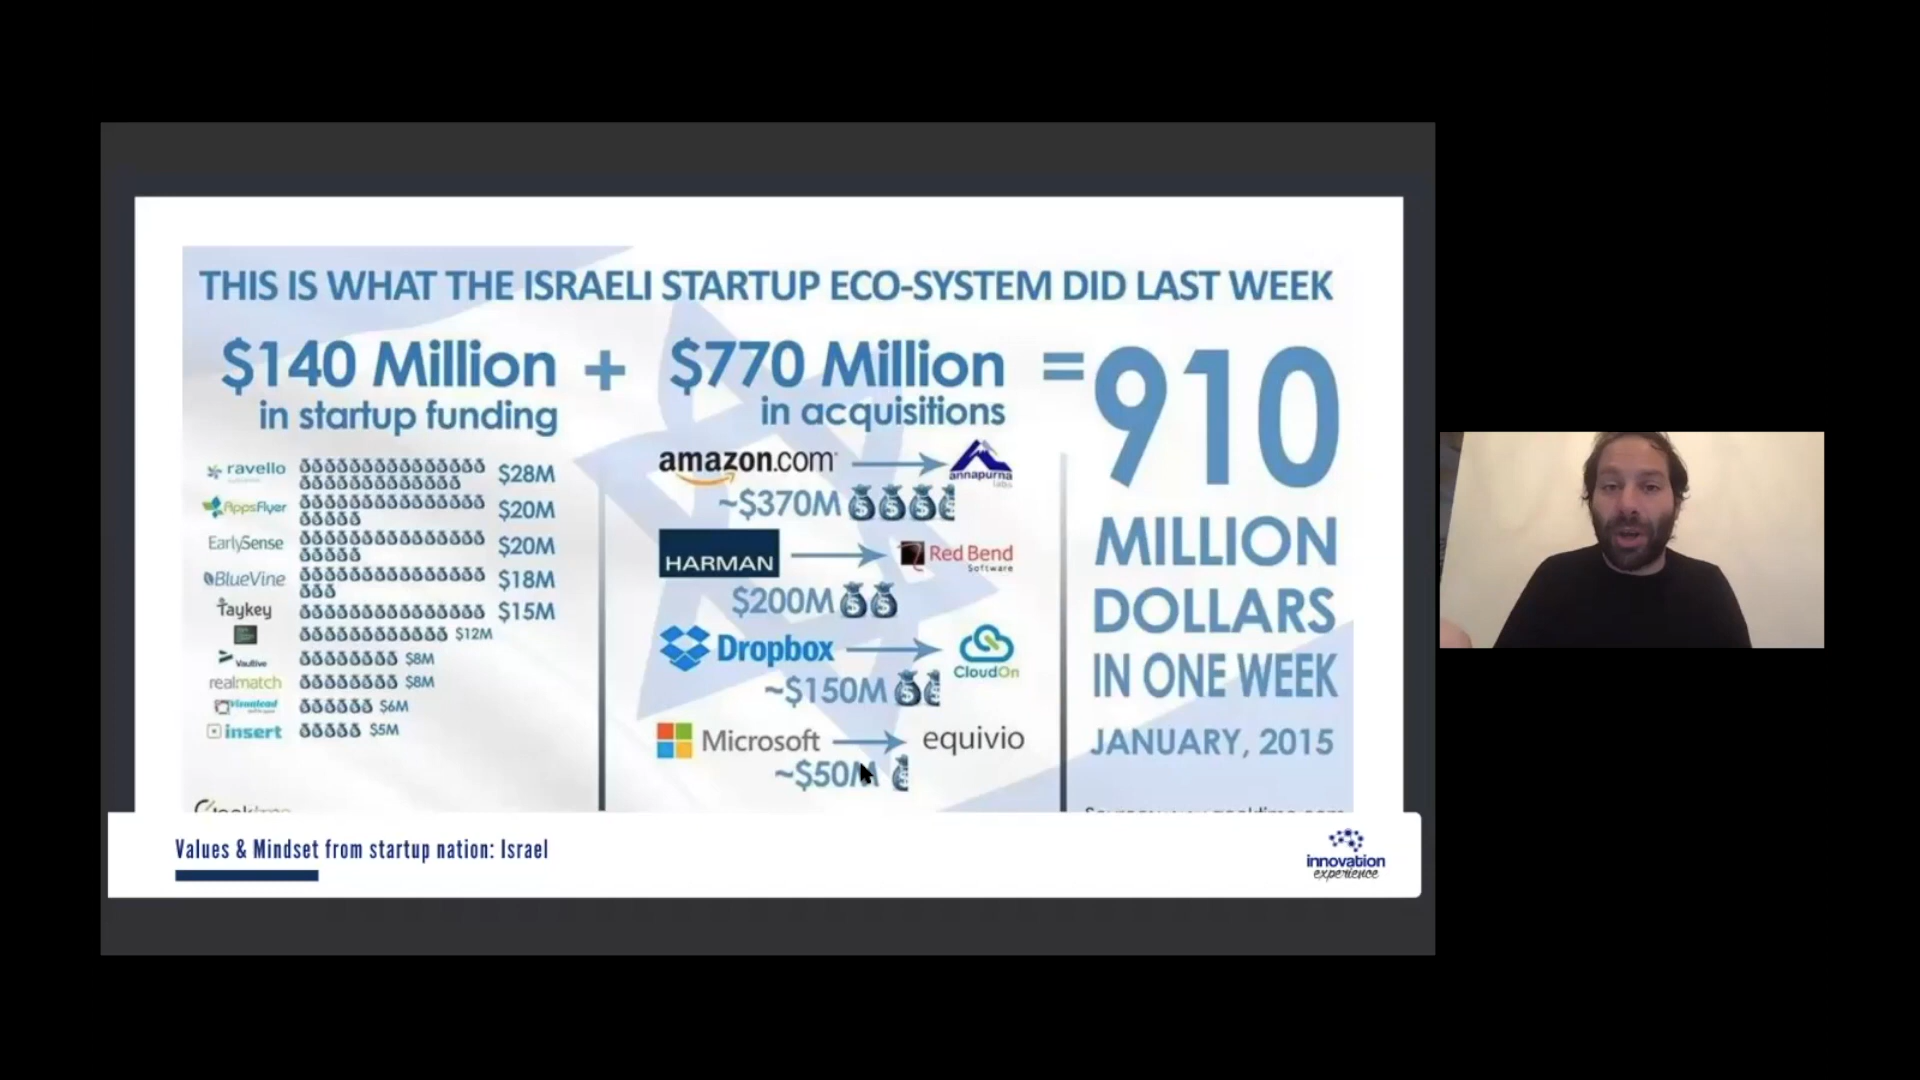 THIS IS WHAT THE ISRAELI STARTUP ECO-SYSTEM DID LAST WEEK
$140 Million + $770 Million =
in startup funding
in acquisitions
ravello $28M
AppsFlyer $20M
EarlySense $20M
BlueVine $18M
Taykey $15M
$12M
Vaultive $8M
realmatch $8M
Visualead $6M
insert $5M
amazon.com annapurna
labs
~$370M
HARMAN Red Bend
Software
$200M
Dropbox CloudOn
~$150M
Microsoft equivio
~$50M
910
MILLION
DOLLARS
IN ONE WEEK
JANUARY, 2015
Values & Mindset from startup nation: Israel
innovation
experience